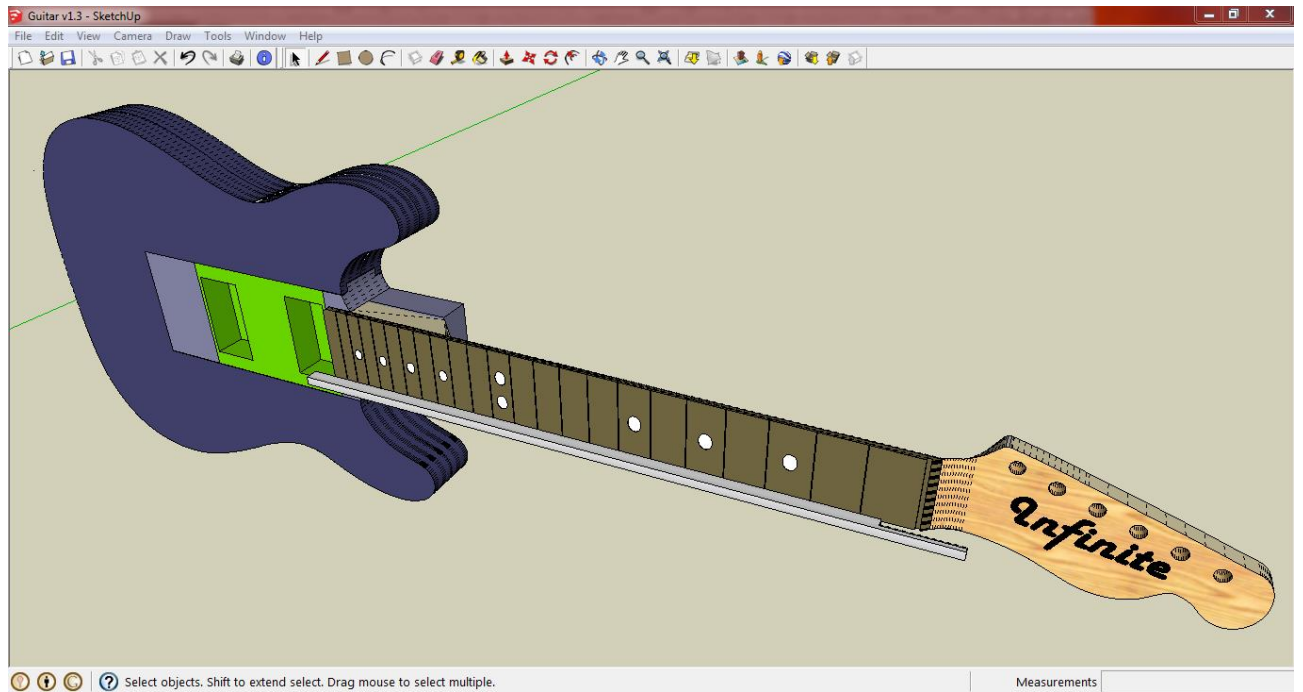 Guitar v1.3 - SketchUp
File Edit View Camera Draw Tools Window Help
Infinite
Select objects. Shift to extend select. Drag mouse to select multiple.
Measurements